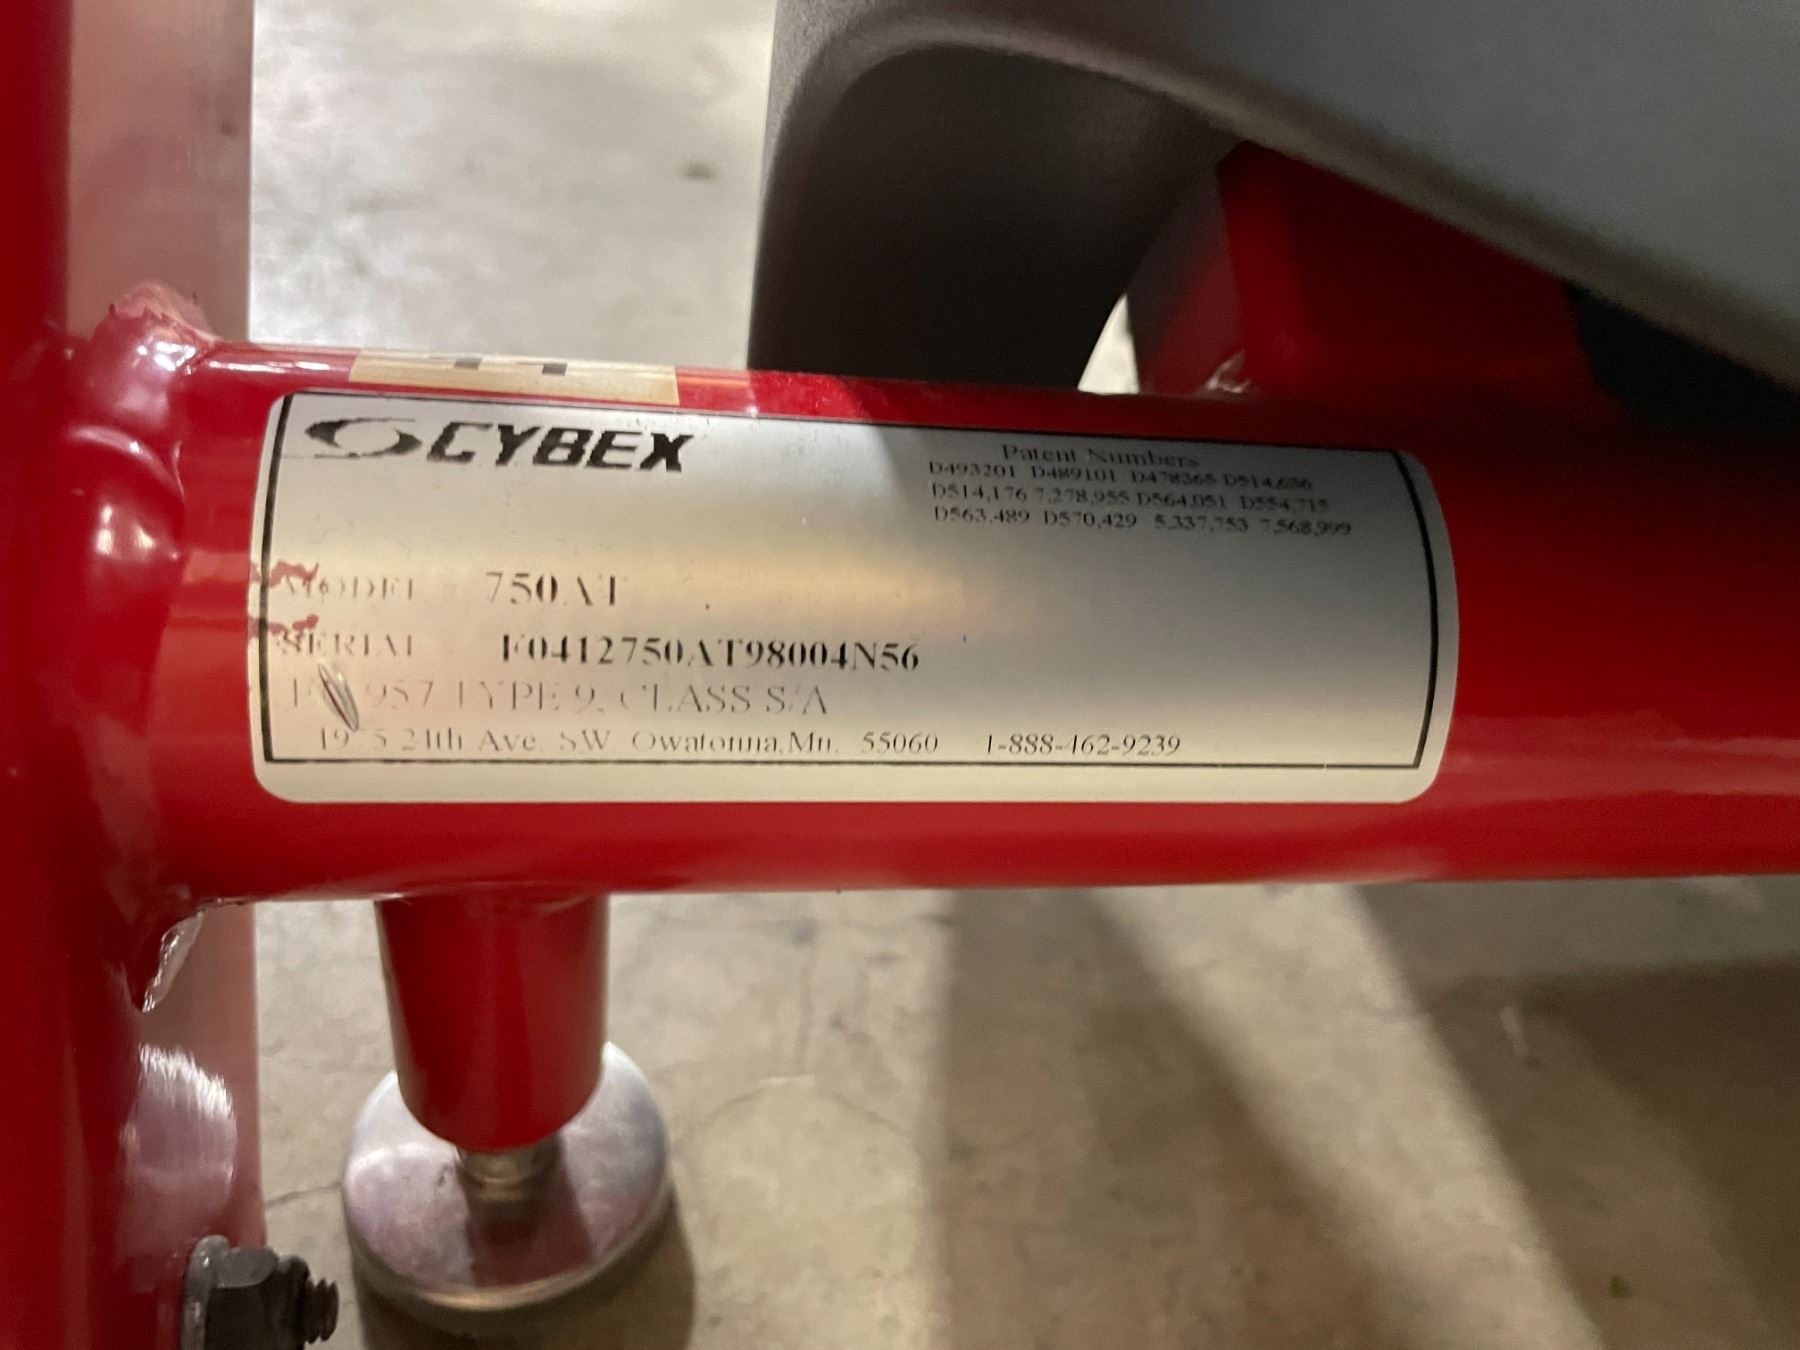 CYBEX
Patent Numbers
D493201 D489101 D478365 D514,636
D514,176 7,278,955 D564,051 D554,715
D563,489 D570,429 5,337,753 7,568,999
MODEL 750AT
SERIAL F0412750AT98004N56
957 TYPE 9, CLASS S/A
24th Ave. SW Owatonna, Mn. 55060 1-888-462-9239